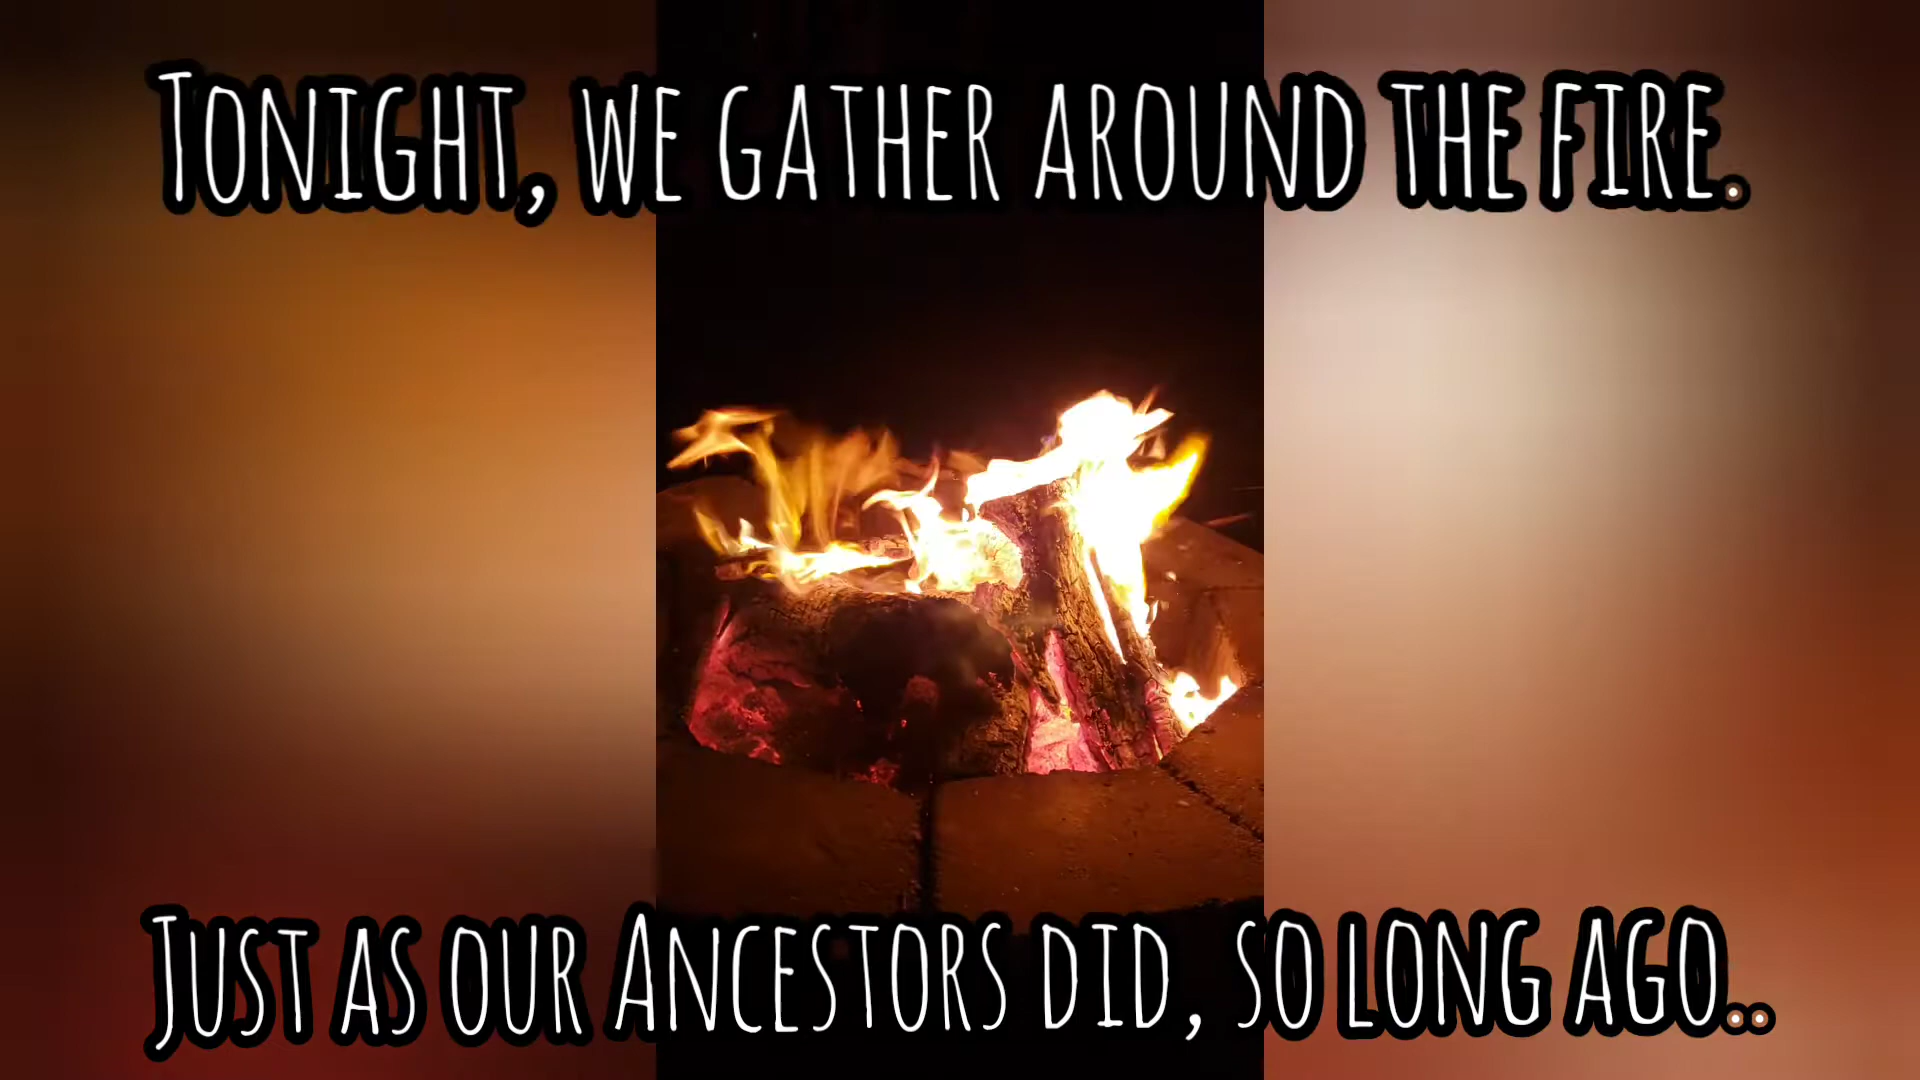 Tonight, we gather around the fire.
Just as our Ancestors did, so long ago..